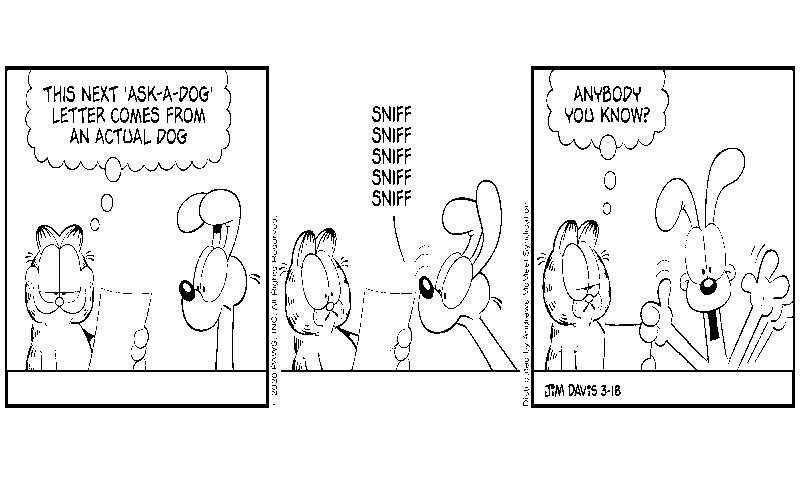 THIS NEXT 'ASK-A-DOG'
LETTER COMES FROM
AN ACTUAL DOG
© 2020 PAWS, INC. All Rights Reserved.
SNIFF
SNIFF
SNIFF
SNIFF
SNIFF
Distributed by Andrews McMeel Syndication
ANYBODY
YOU KNOW?
JIM DAVIS 3-18